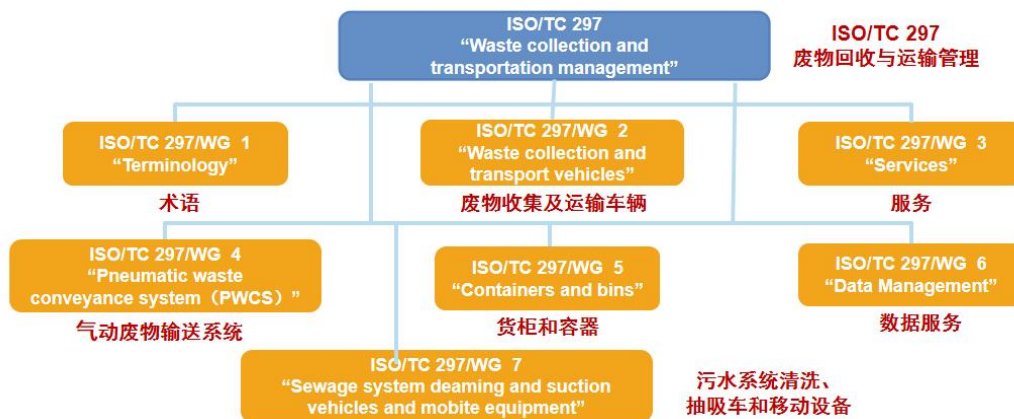 ISO/TC 297
“Waste collection and
transportation management”
ISO/TC 297
废物回收与运输管理
ISO/TC 297/WG 1
“Terminology”
术语
ISO/TC 297/WG 2
“Waste collection and
transport vehicles”
废物收集及运输车辆
ISO/TC 297/WG 3
“Services”
服务
ISO/TC 297/WG 4
“Pneumatic waste
conveyance system（PWCS）”
气动废物输送系统
ISO/TC 297/WG 5
“Containers and bins”
货柜和容器
ISO/TC 297/WG 6
“Data Management”
数据服务
ISO/TC 297/WG 7
“Sewage system deaming and suction
vehicles and mobite equipment”
污水系统清洗、
抽吸车和移动设备